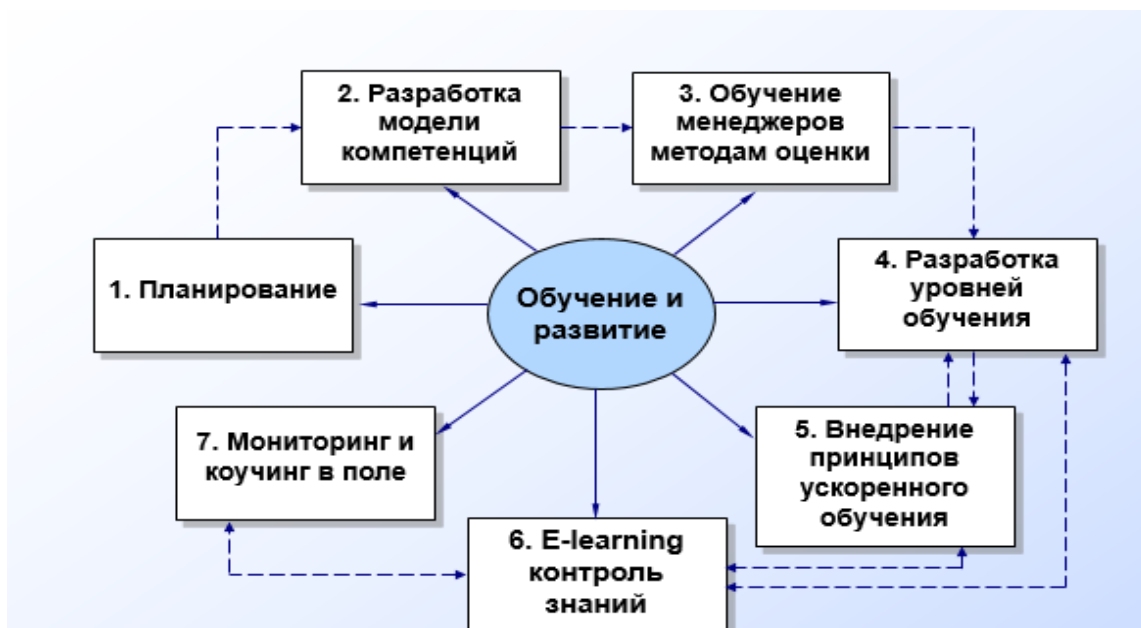 2. Разработка
модели
компетенций
3. Обучение
менеджеров
методам оценки
1. Планирование
Обучение и
развитие
4. Разработка
уровней
обучения
7. Мониторинг и
коучинг в поле
5. Внедрение
принципов
ускоренного
обучения
6. E-learning
контроль
знаний